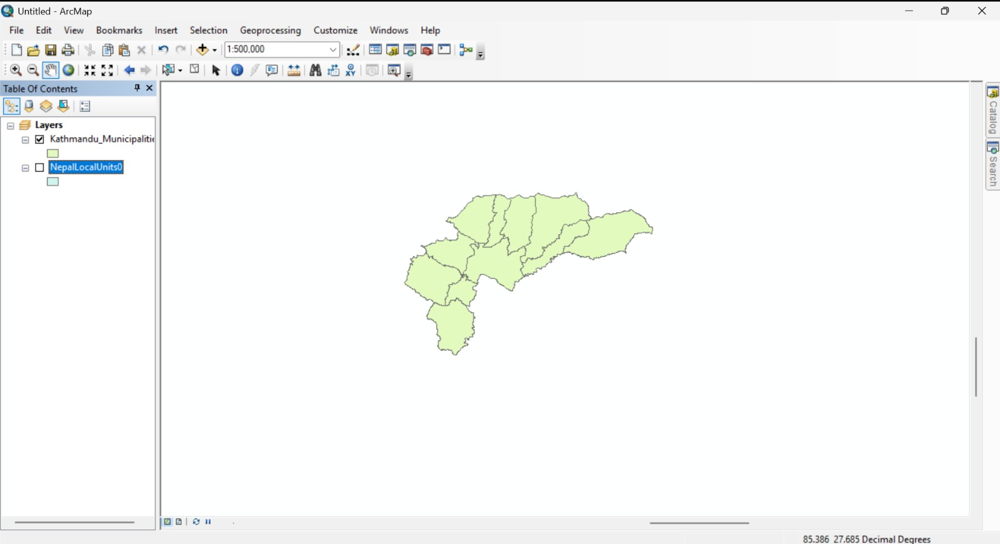 Untitled - ArcMap
File Edit View Bookmarks Insert Selection Geoprocessing Customize Windows Help
1:500,000
XY
Table Of Contents
Layers
Kathmandu_Municipalitie
NepalLocalUnits0
Catalog
Search
85.386 27.685 Decimal Degrees